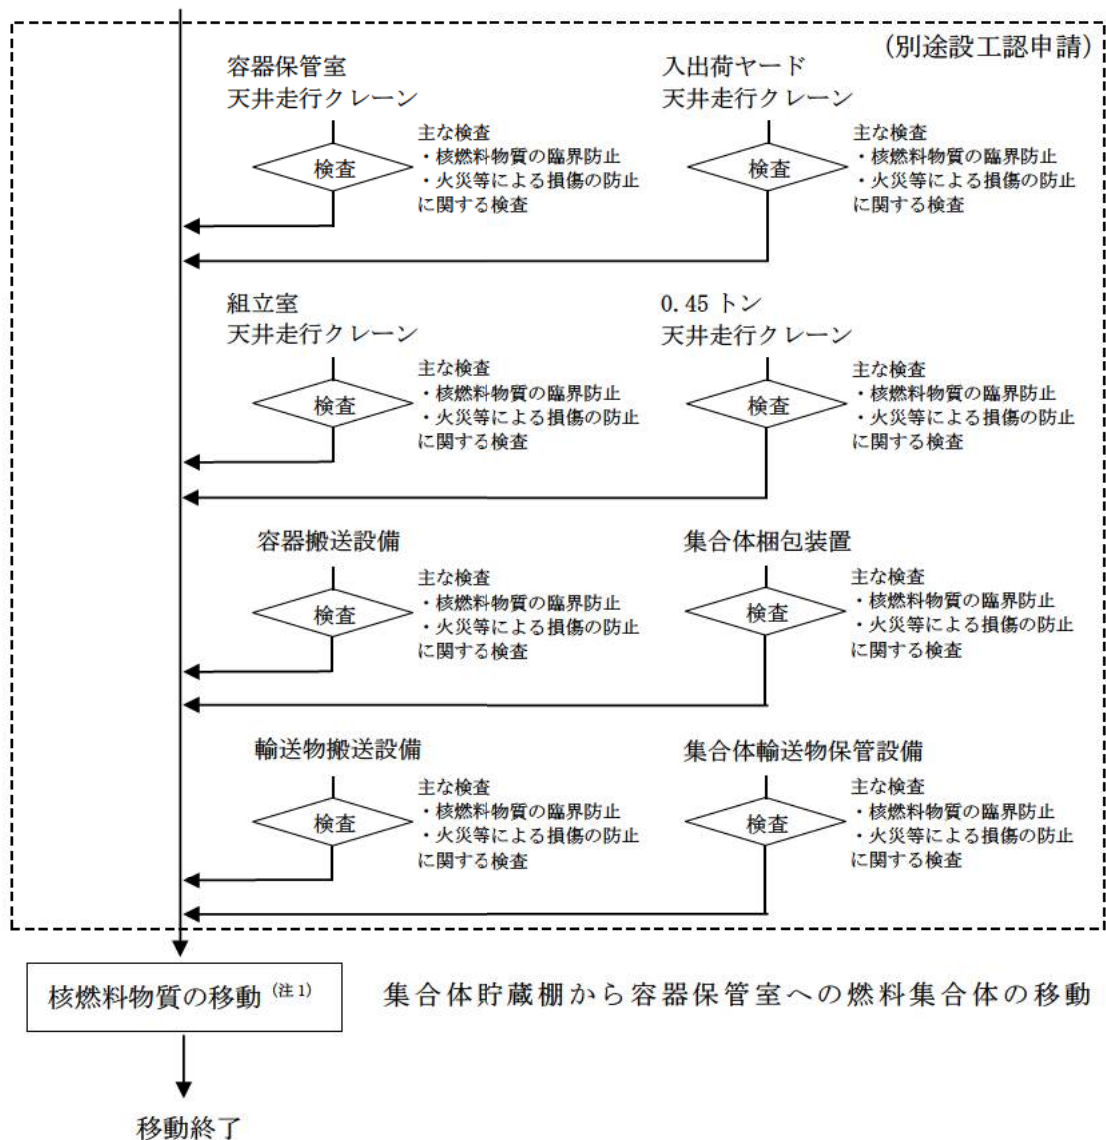 (別途設工認申請)
容器保管室
天井走行クレーン
検査
主な検査
・核燃料物質の臨界防止
・火災等による損傷の防止
に関する検査
入出荷ヤード
天井走行クレーン
検査
主な検査
・核燃料物質の臨界防止
・火災等による損傷の防止
に関する検査
組立室
天井走行クレーン
検査
主な検査
・核燃料物質の臨界防止
・火災等による損傷の防止
に関する検査
0.45トン
天井走行クレーン
検査
主な検査
・核燃料物質の臨界防止
・火災等による損傷の防止
に関する検査
容器搬送設備
検査
主な検査
・核燃料物質の臨界防止
・火災等による損傷の防止
に関する検査
集合体梱包装置
検査
主な検査
・核燃料物質の臨界防止
・火災等による損傷の防止
に関する検査
輸送物搬送設備
検査
主な検査
・核燃料物質の臨界防止
・火災等による損傷の防止
に関する検査
集合体輸送物保管設備
検査
主な検査
・核燃料物質の臨界防止
・火災等による損傷の防止
に関する検査
核燃料物質の移動(注1)
集合体貯蔵棚から容器保管室への燃料集合体の移動
移動終了